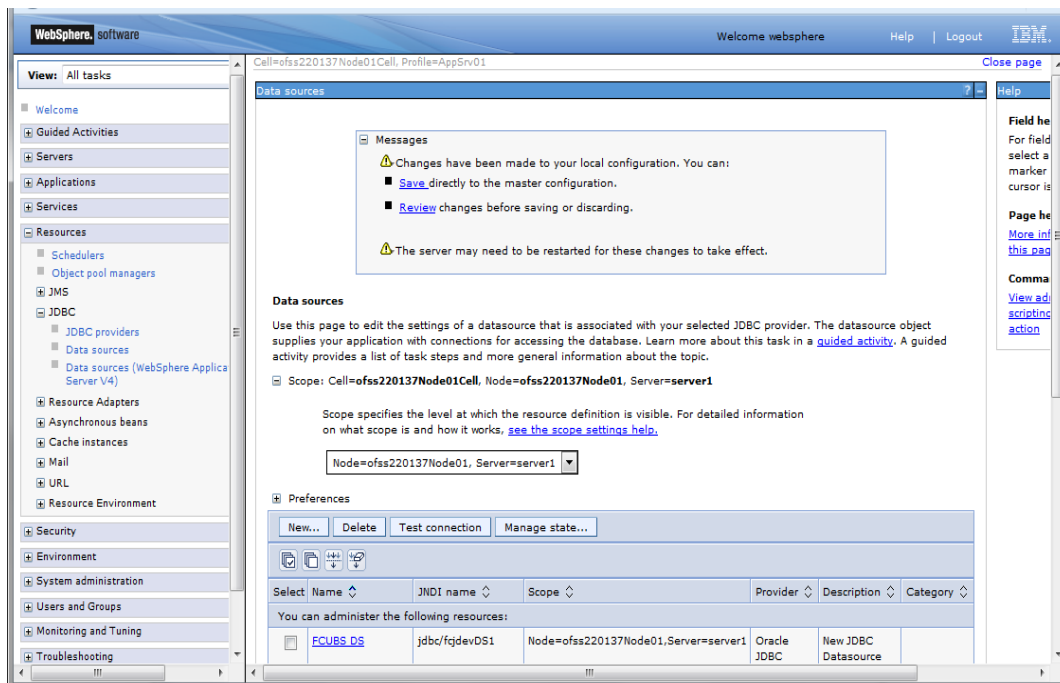 WebSphere. software
Welcome websphere Help | Logout IBM.
View: All tasks
Welcome
Guided Activities
Servers
Applications
Services
Resources
Schedulers
Object pool managers
JMS
JDBC
JDBC providers
Data sources
Data sources (WebSphere Applica
Server V4)
Resource Adapters
Asynchronous beans
Cache instances
Mail
URL
Resource Environment
Security
Environment
System administration
Users and Groups
Monitoring and Tuning
Troubleshooting
Cell=ofss220137Node01Cell, Profile=AppSrv01
Close page
Data sources ? -
Messages
Changes have been made to your local configuration. You can:
Save directly to the master configuration.
Review changes before saving or discarding.
The server may need to be restarted for these changes to take effect.
Data sources
Use this page to edit the settings of a datasource that is associated with your selected JDBC provider. The datasource object
supplies your application with connections for accessing the database. Learn more about this task in a guided activity. A guided
activity provides a list of task steps and more general information about the topic.
Scope: Cell=ofss220137Node01Cell, Node=ofss220137Node01, Server=server1
Scope specifies the level at which the resource definition is visible. For detailed information
on what scope is and how it works, see the scope settings help.
Node=ofss220137Node01, Server=server1
Preferences
New... Delete Test connection Manage state...
Select Name JNDI name Scope Provider Description Category
You can administer the following resources:
FCUBS DS jdbc/fcjdevDS1 Node=ofss220137Node01,Server=server1 Oracle New JDBC
JDBC Datasource
Help
Field he
For field
select a
marker
cursor is
Page he
More inf
this pag
Comma
View adm
scripting
action